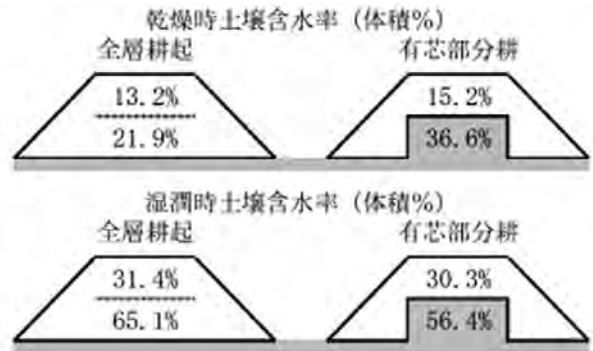 乾燥時土壌含水率（体積%）
全層耕起 有芯部分耕
13.2% 15.2%
21.9% 36.6%
湿潤時土壌含水率（体積%）
全層耕起 有芯部分耕
31.4% 30.3%
65.1% 56.4%